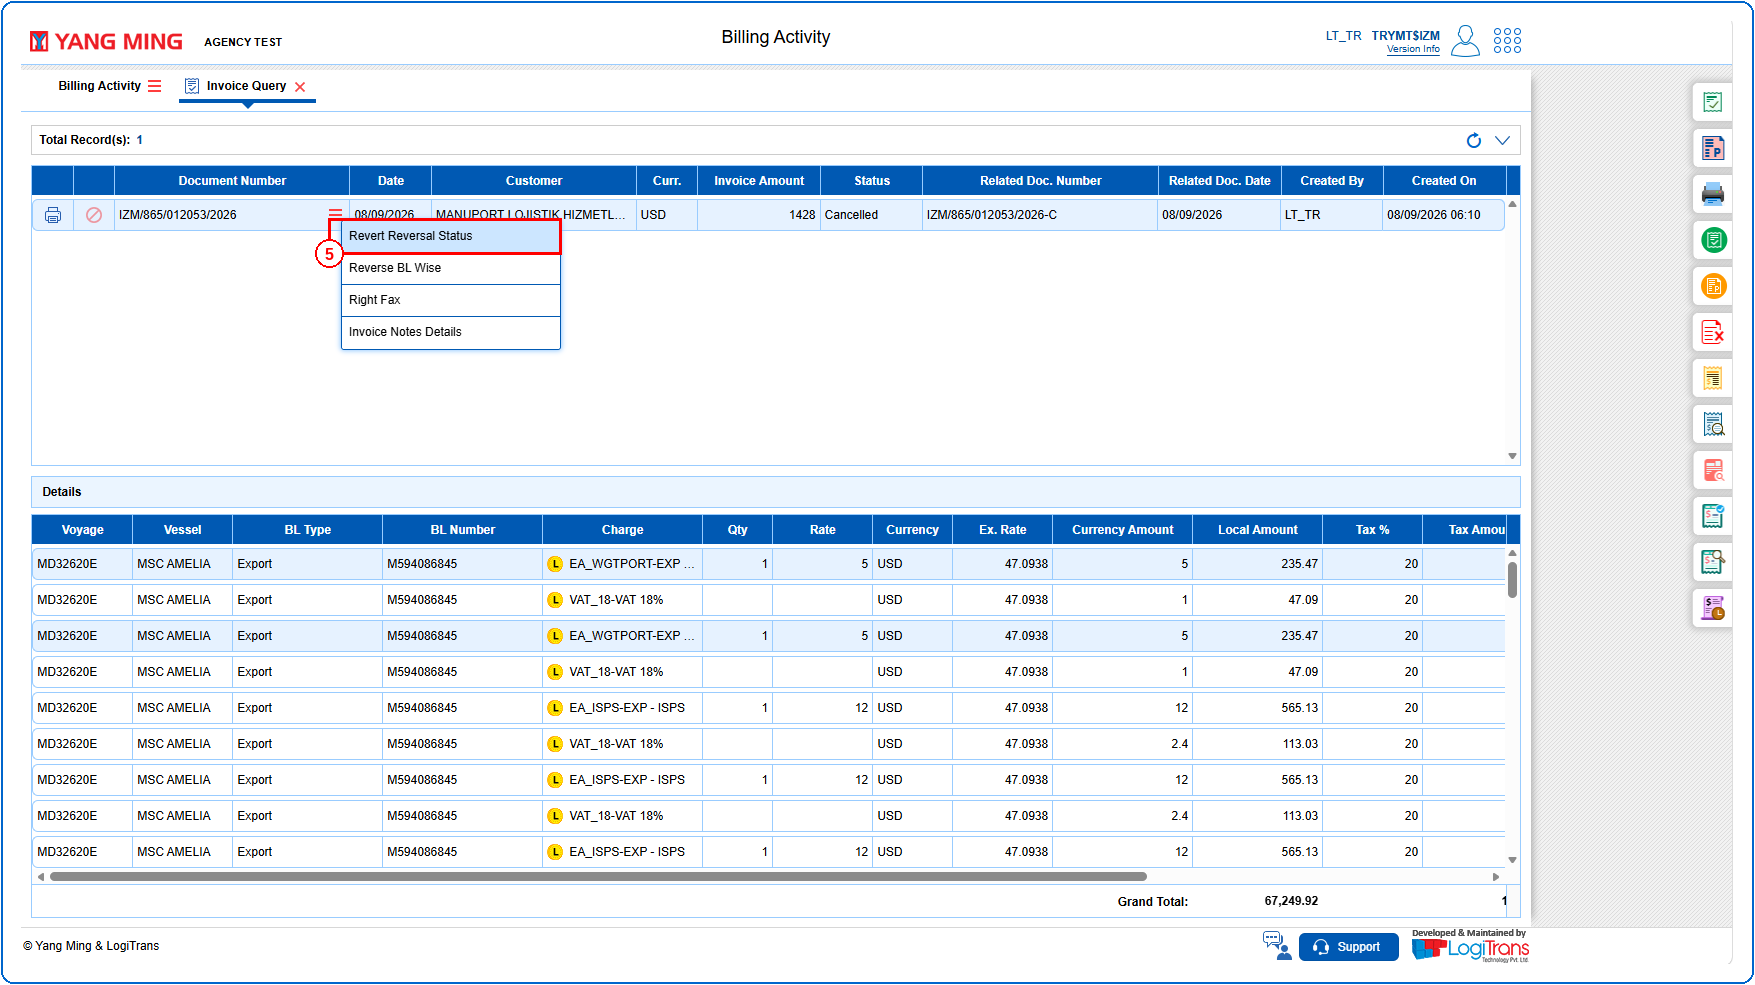 YANG MING AGENCY TEST
Billing Activity
LT_TR TRYMT$IZM
Version Info
Billing Activity
Invoice Query
Total Record(s): 1
Document Number Date Customer Curr. Invoice Amount Status Related Doc. Number Related Doc. Date Created By Created On
IZM/865/012053/2026 08/09/2026 MANUPORT LOJISTIK HIZMETL... USD 1428 Cancelled IZM/865/012053/2026-C 08/09/2026 LT_TR 08/09/2026 06:10
5
Revert Reversal Status
Reverse BL Wise
Right Fax
Invoice Notes Details
Details
Voyage Vessel BL Type BL Number Charge Qty Rate Currency Ex. Rate Currency Amount Local Amount Tax % Tax Amou
MD32620E MSC AMELIA Export M594086845 L EA_WGTPORT-EXP ... 1 5 USD 47.0938 5 235.47 20
MD32620E MSC AMELIA Export M594086845 L VAT_18-VAT 18% USD 47.0938 1 47.09 20
MD32620E MSC AMELIA Export M594086845 L EA_WGTPORT-EXP ... 1 5 USD 47.0938 5 235.47 20
MD32620E MSC AMELIA Export M594086845 L VAT_18-VAT 18% USD 47.0938 1 47.09 20
MD32620E MSC AMELIA Export M594086845 L EA_ISPS-EXP - ISPS 1 12 USD 47.0938 12 565.13 20
MD32620E MSC AMELIA Export M594086845 L VAT_18-VAT 18% USD 47.0938 2.4 113.03 20
MD32620E MSC AMELIA Export M594086845 L EA_ISPS-EXP - ISPS 1 12 USD 47.0938 12 565.13 20
MD32620E MSC AMELIA Export M594086845 L VAT_18-VAT 18% USD 47.0938 2.4 113.03 20
MD32620E MSC AMELIA Export M594086845 L EA_ISPS-EXP - ISPS 1 12 USD 47.0938 12 565.13 20
Grand Total: 67,249.92 1
© Yang Ming & LogiTrans
Support
Developed & Maintained by
LogiTrans
Technology Pvt. Ltd.